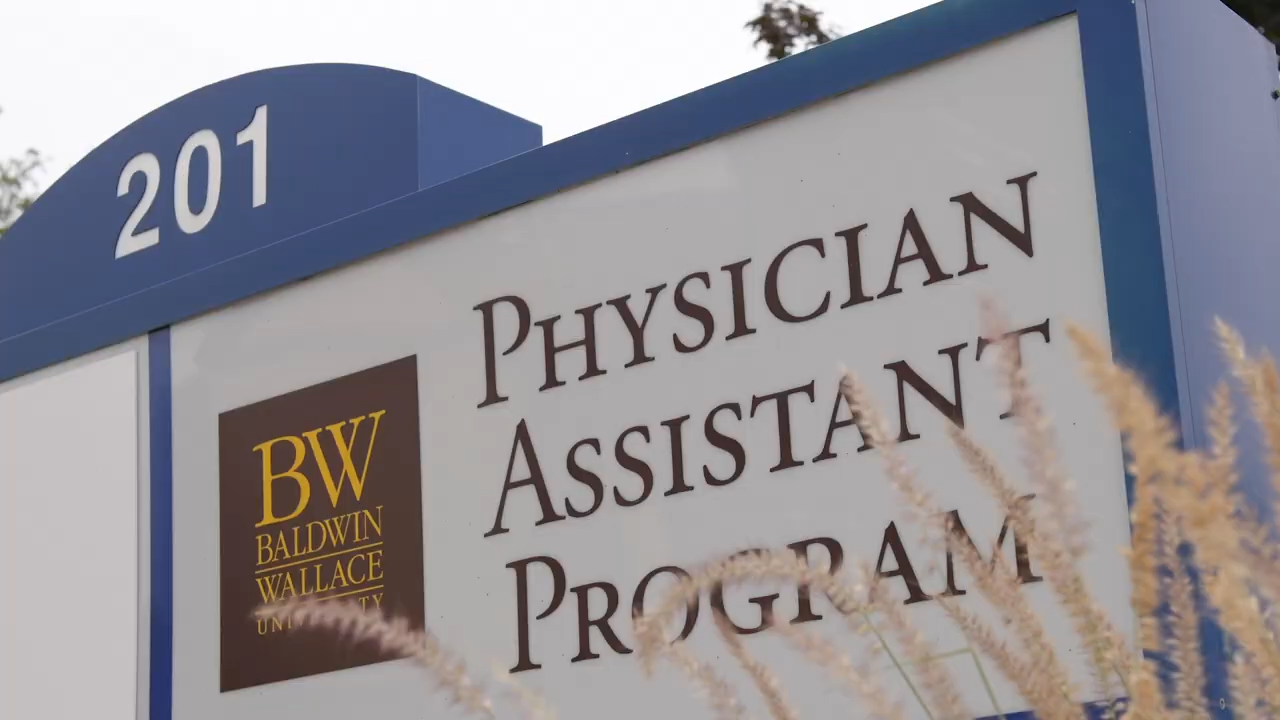 201
PHYSICIAN
ASSISTANT
PROGRAM
BW
BALDWIN
WALLACE